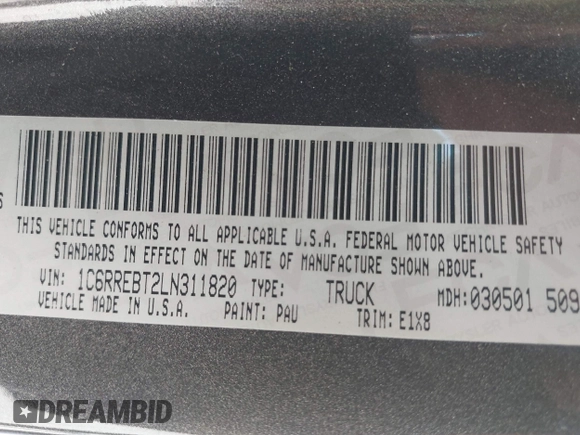 S
THIS VEHICLE CONFORMS TO ALL APPLICABLE U.S.A. FEDERAL MOTOR VEHICLE SAFETY
STANDARDS IN EFFECT ON THE DATE OF MANUFACTURE SHOWN ABOVE.
VIN: 1C6RREBT2LN311820 TYPE: TRUCK MDH:030501 509
VEHICLE MADE IN U.S.A. PAINT: PAU TRIM: E1X8
DREAMBID